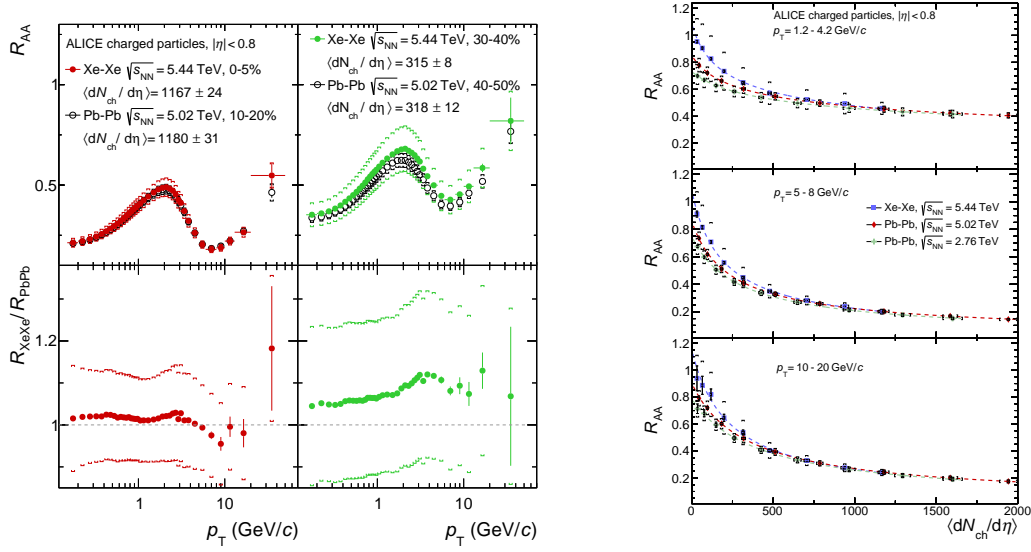 R_AA
ALICE charged particles, |η| < 0.8
Xe-Xe √s_NN = 5.44 TeV, 0-5%
⟨dN_ch / dη⟩ = 1167 ± 24
Pb-Pb √s_NN = 5.02 TeV, 10-20%
⟨dN_ch / dη⟩ = 1180 ± 31
1
0.5
Xe-Xe √s_NN = 5.44 TeV, 30-40%
⟨dN_ch / dη⟩ = 315 ± 8
Pb-Pb √s_NN = 5.02 TeV, 40-50%
⟨dN_ch / dη⟩ = 318 ± 12
R_XeXe / R_PbPb
1.2
1
1 10
p_T (GeV/c)
1 10
p_T (GeV/c)
R_AA
1.2
1
0.8
0.6
0.4
0.2
ALICE charged particles, |η| < 0.8
p_T = 1.2 - 4.2 GeV/c
R_AA
1
0.8
0.6
0.4
0.2
p_T = 5 - 8 GeV/c
Xe-Xe, √s_NN = 5.44 TeV
Pb-Pb, √s_NN = 5.02 TeV
Pb-Pb, √s_NN = 2.76 TeV
R_AA
1.2
1
0.8
0.6
0.4
0.2
0
p_T = 10 - 20 GeV/c
0 500 1000 1500 2000
⟨dN_ch/dη⟩